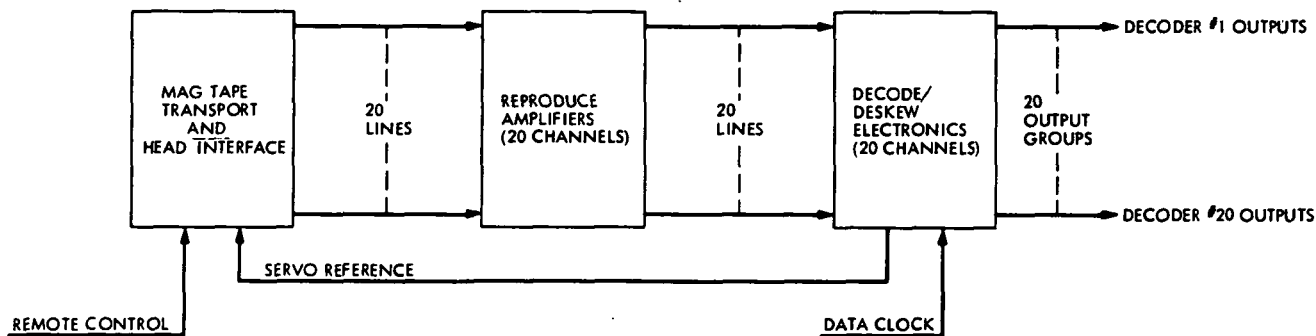 MAG TAPE
TRANSPORT
AND
HEAD INTERFACE
20
LINES
REPRODUCE
AMPLIFIERS
(20 CHANNELS)
20
LINES
DECODE/
DESKEW
ELECTRONICS
(20 CHANNELS)
20
OUTPUT
GROUPS
DECODER #1 OUTPUTS
DECODER #20 OUTPUTS
SERVO REFERENCE
REMOTE CONTROL
DATA CLOCK